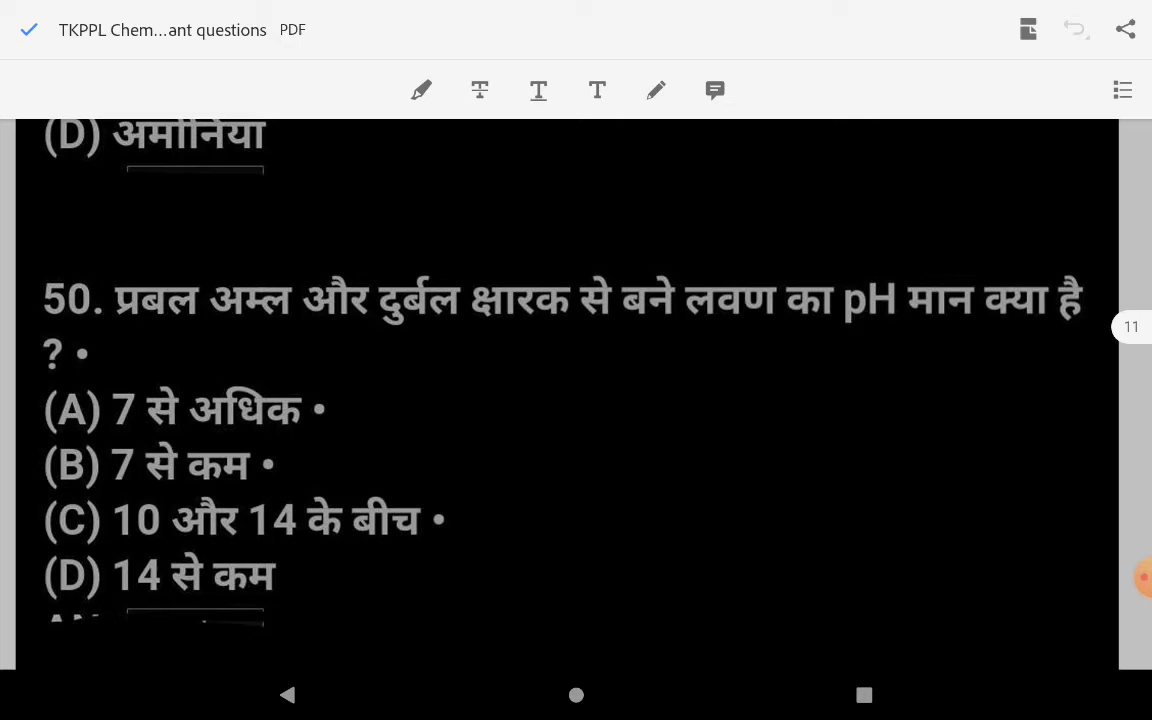 TKPPL Chem...ant questions PDF
(D) अमोनिया
50. प्रबल अम्ल और दुर्बल क्षारक से बने लवण का pH मान क्या है
? •
11
(A) 7 से अधिक •
(B) 7 से कम •
(C) 10 और 14 के बीच •
(D) 14 से कम